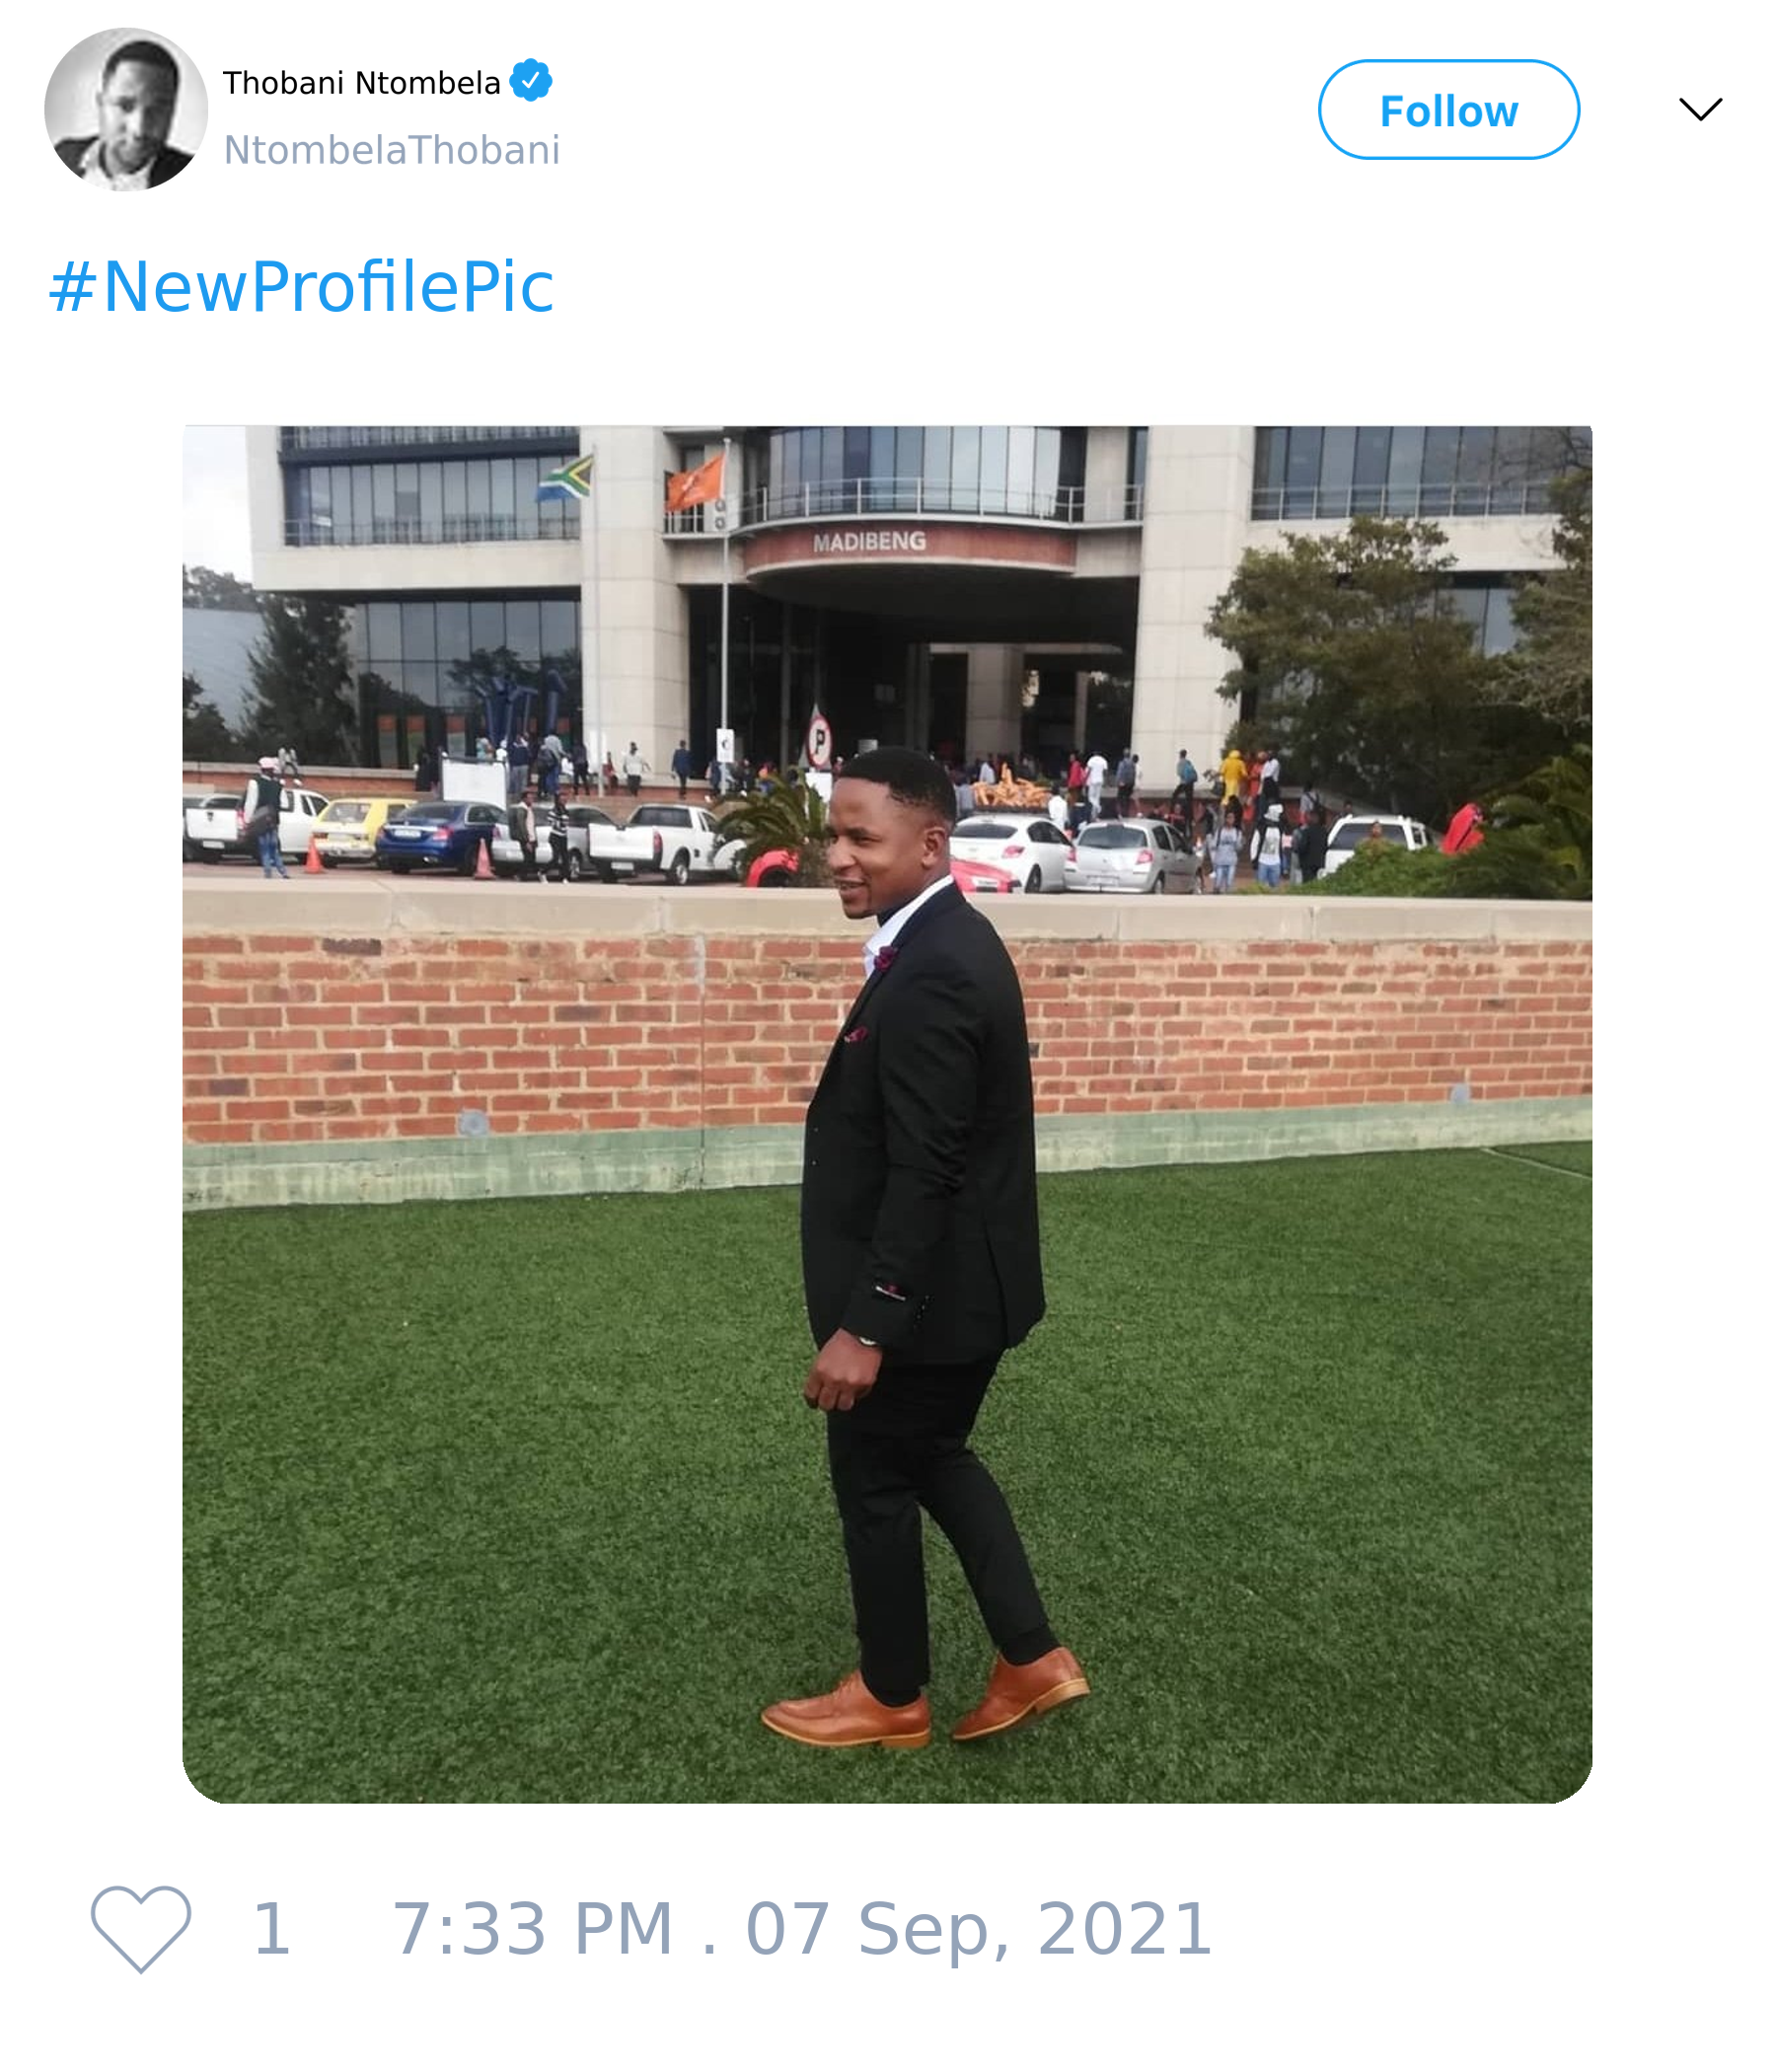 Thobani Ntombela
NtombelaThobani
Follow
#NewProfilePic
MADIBENG
P
1 7:33 PM . 07 Sep, 2021